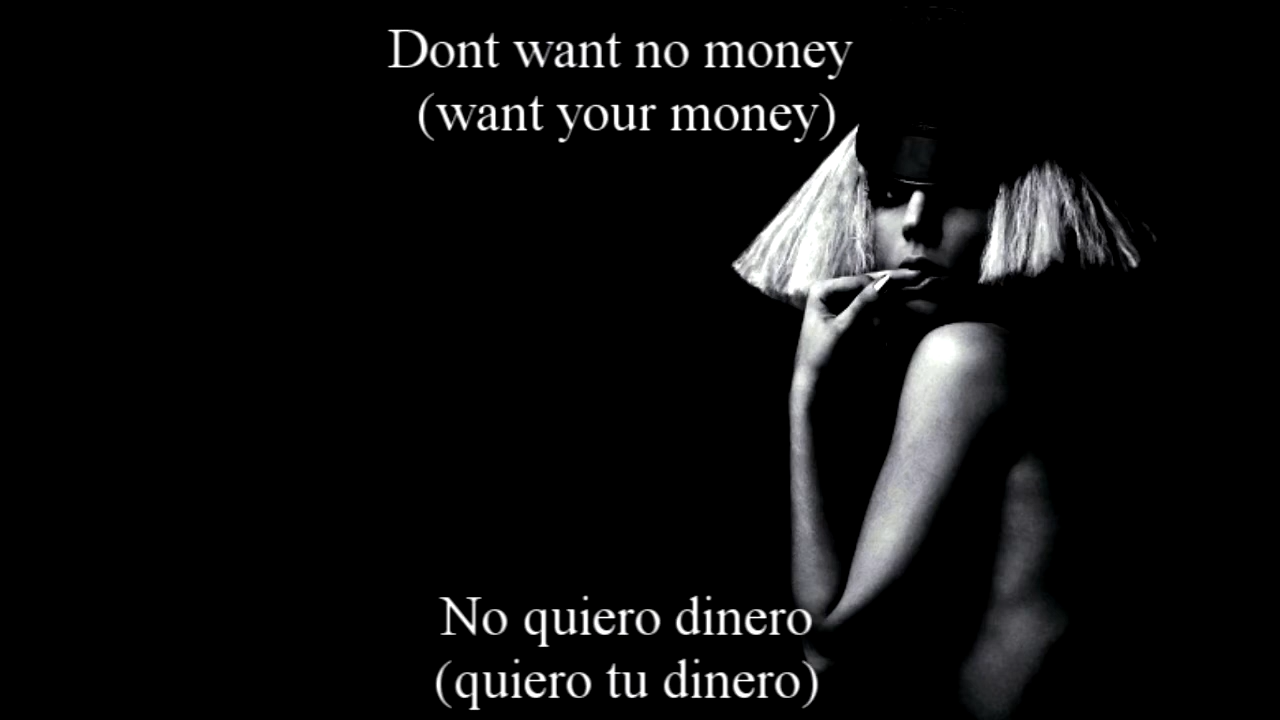 Dont want no money
(want your money)
No quiero dinero
(quiero tu dinero)